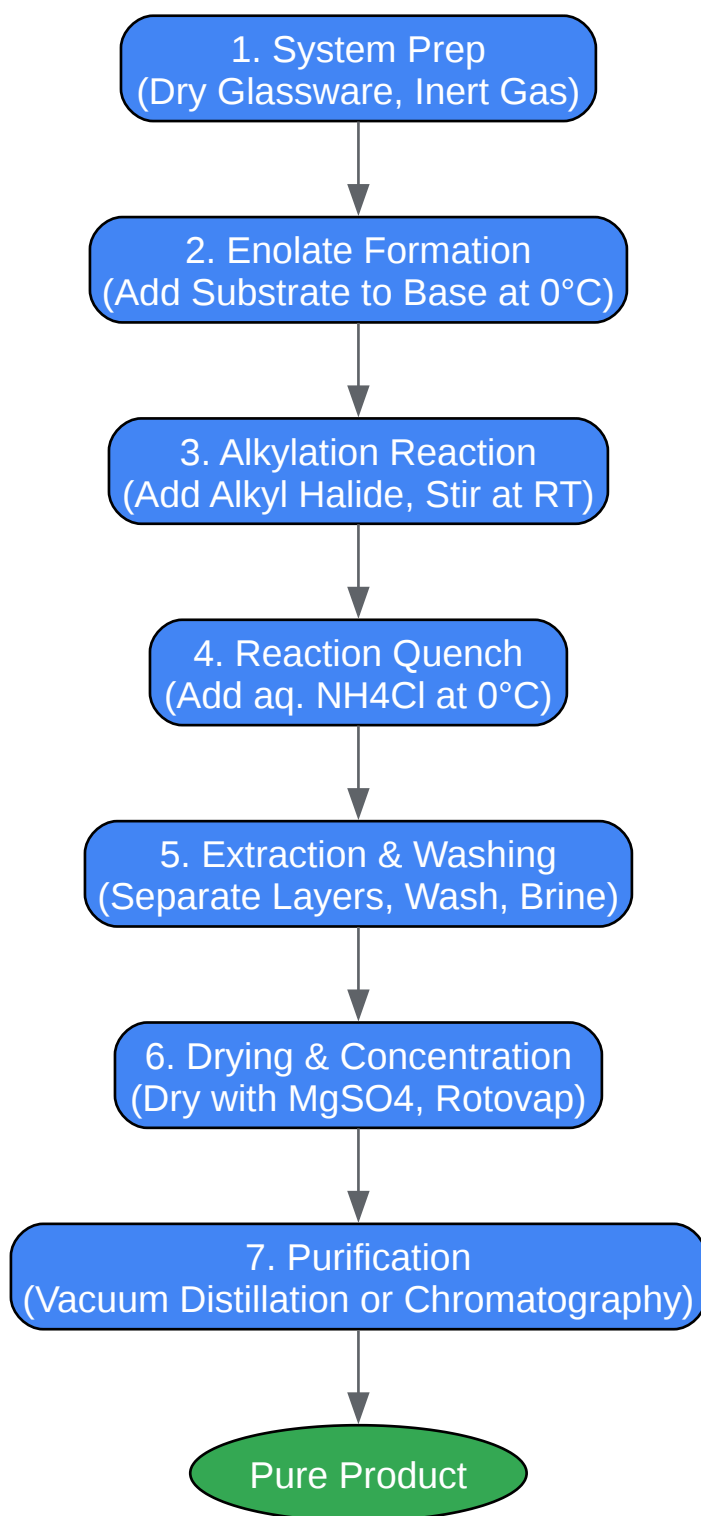 1. System Prep
(Dry Glassware, Inert Gas)
2. Enolate Formation
(Add Substrate to Base at 0°C)
3. Alkylation Reaction
(Add Alkyl Halide, Stir at RT)
4. Reaction Quench
(Add aq. NH4Cl at 0°C)
5. Extraction & Washing
(Separate Layers, Wash, Brine)
6. Drying & Concentration
(Dry with MgSO4, Rotovap)
7. Purification
(Vacuum Distillation or Chromatography)
Pure Product